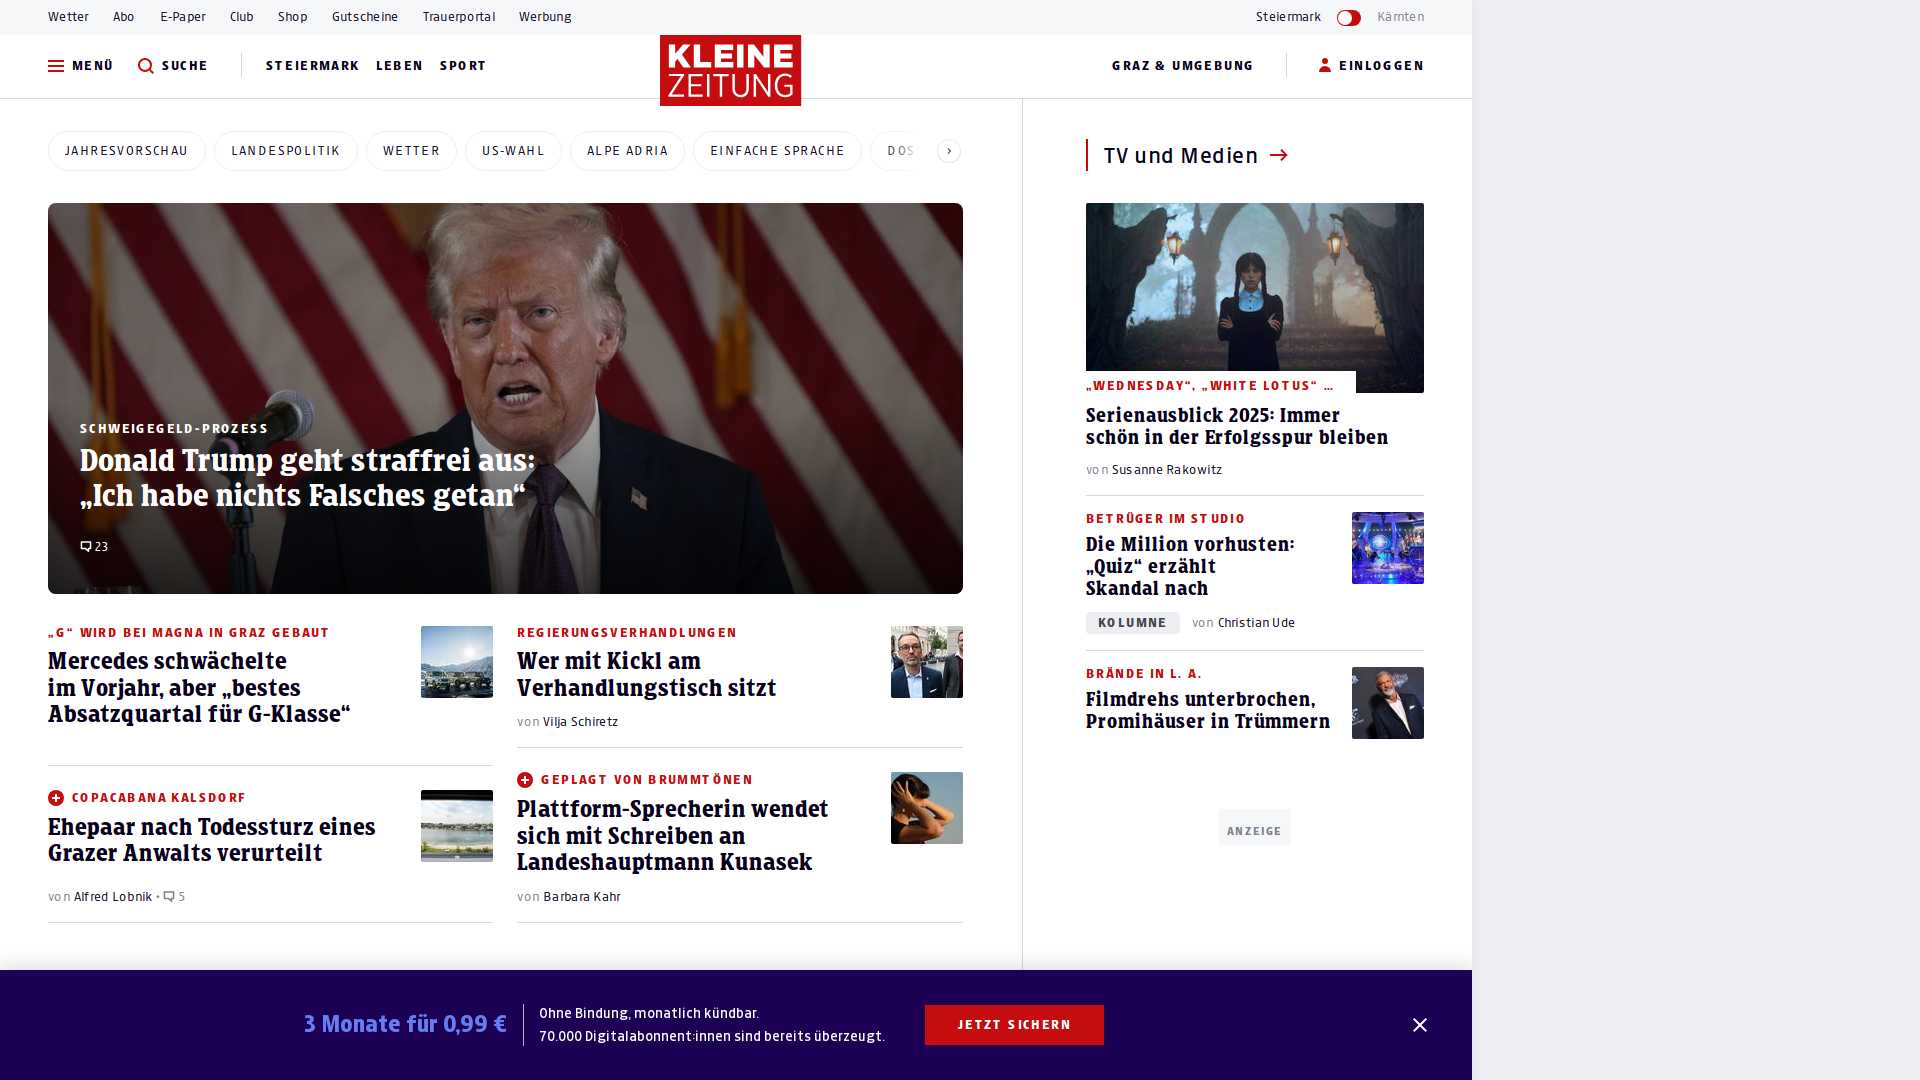 Wetter Abo E-Paper Club Shop Gutscheine Trauerportal Werbung Steiermark Kärnten
MENÜ SUCHE STEIERMARK LEBEN SPORT KLEINE ZEITUNG GRAZ & UMGEBUNG EINLOGGEN
JAHRESVORSCHAU LANDESPOLITIK WETTER US-WAHL ALPE ADRIA EINFACHE SPRACHE DOS
SCHWEIGEGELD-PROZESS
Donald Trump geht straffrei aus:
„Ich habe nichts Falsches getan“
23
„G“ WIRD BEI MAGNA IN GRAZ GEBAUT
Mercedes schwächelte
im Vorjahr, aber „bestes
Absatzquartal für G-Klasse“
COPACABANA KALSDORF
Ehepaar nach Todessturz eines
Grazer Anwalts verurteilt
von Alfred Lobnik • 5
REGIERUNGSVERHANDLUNGEN
Wer mit Kickl am
Verhandlungstisch sitzt
von Vilja Schiretz
GEPLAGT VON BRUMMTÖNEN
Plattform-Sprecherin wendet
sich mit Schreiben an
Landeshauptmann Kunasek
von Barbara Kahr
TV und Medien
„WEDNESDAY“, „WHITE LOTUS“ ...
Serienausblick 2025: Immer
schön in der Erfolgsspur bleiben
von Susanne Rakowitz
BETRÜGER IM STUDIO
Die Million vorhusten:
„Quiz“ erzählt
Skandal nach
KOLUMNE von Christian Ude
BRÄNDE IN L. A.
Filmdrehs unterbrochen,
Promihäuser in Trümmern
ANZEIGE
3 Monate für 0,99 €
Ohne Bindung, monatlich kündbar.
70.000 Digitalabonnent:innen sind bereits überzeugt.
JETZT SICHERN